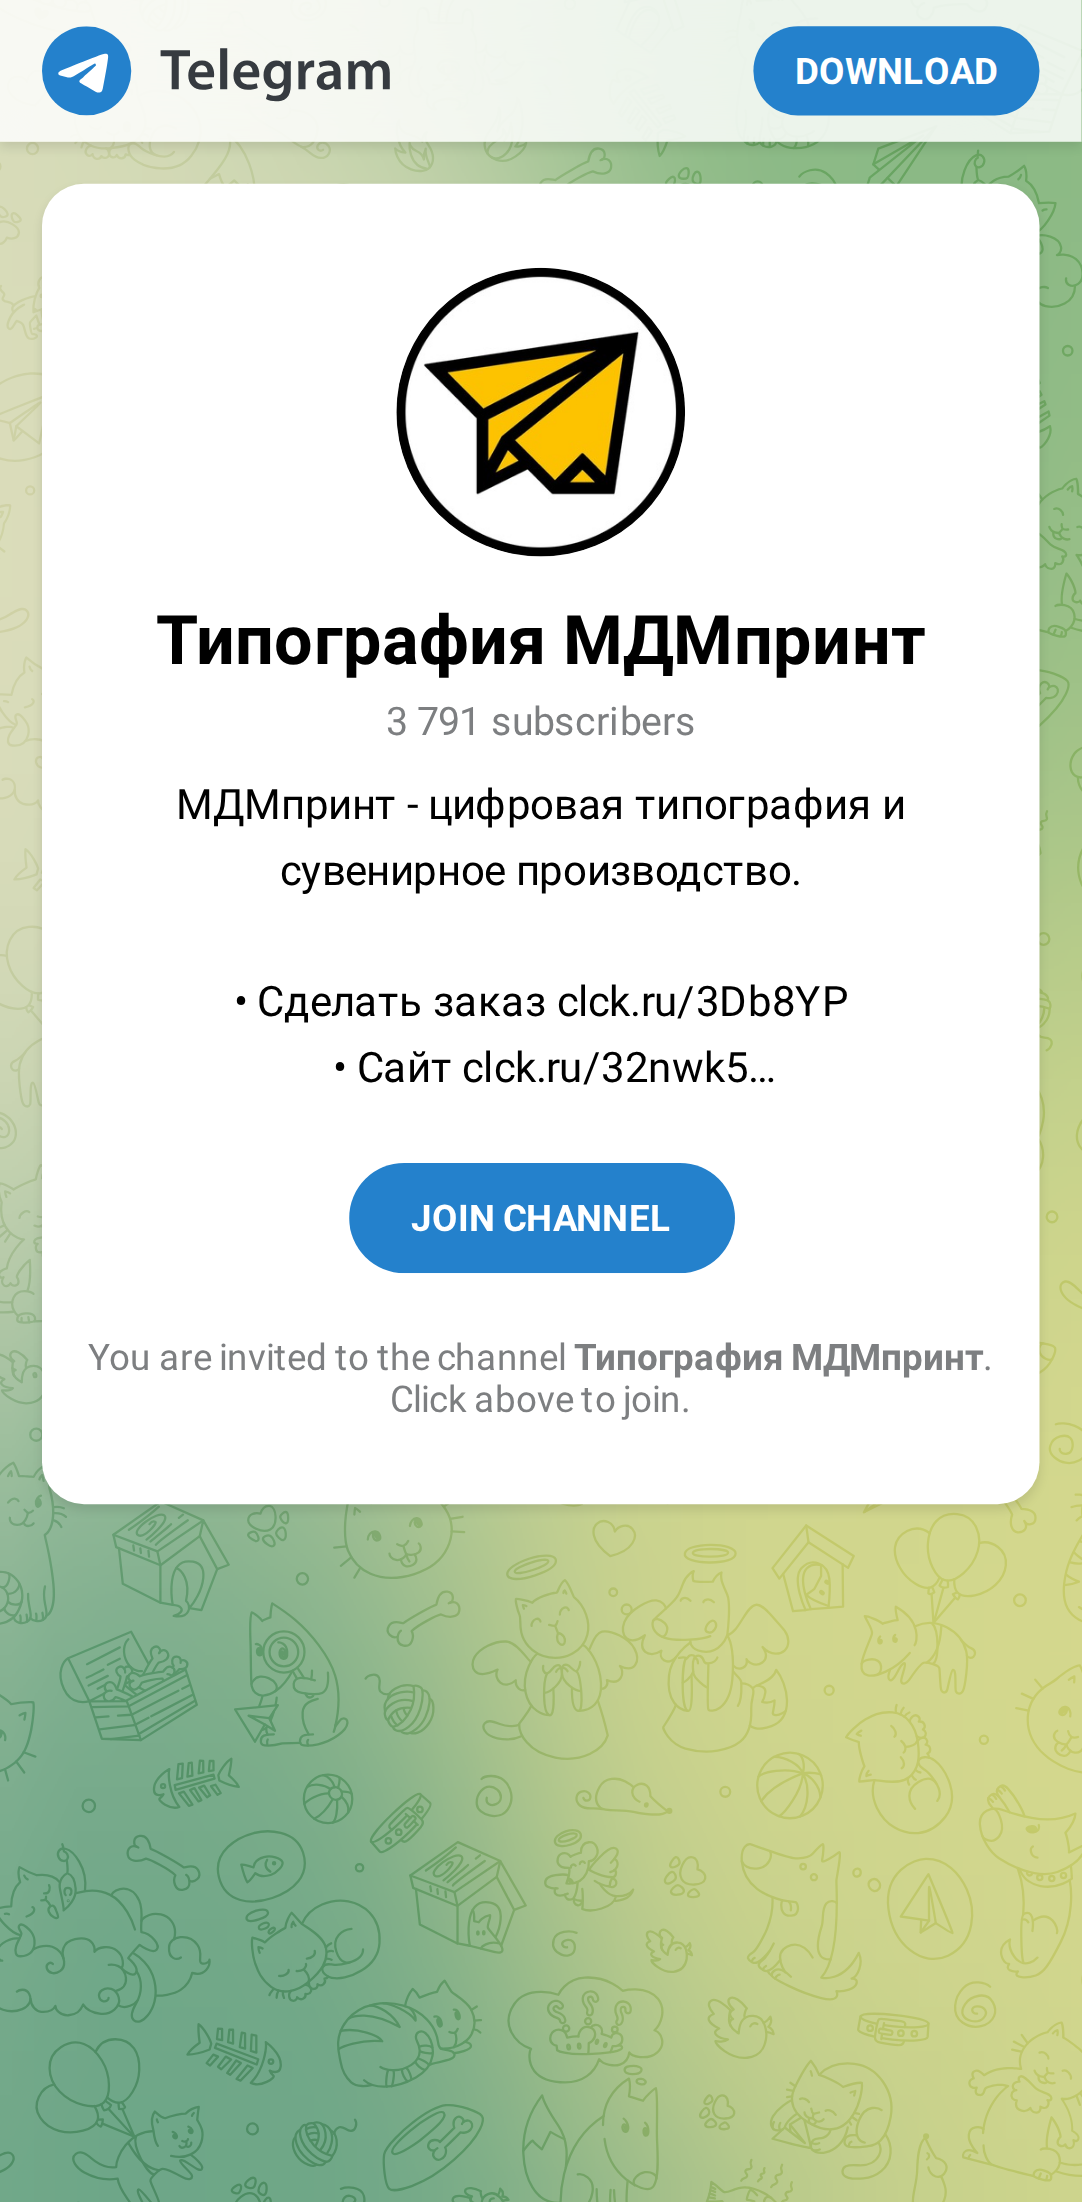 Telegram
DOWNLOAD
Типография МДМпринт
3 791 subscribers
МДМпринт - цифровая типография и
сувенирное производство.
• Сделать заказ clck.ru/3Db8YP
• Сайт clck.ru/32nwk5…
JOIN CHANNEL
You are invited to the channel Типография МДМпринт.
Click above to join.